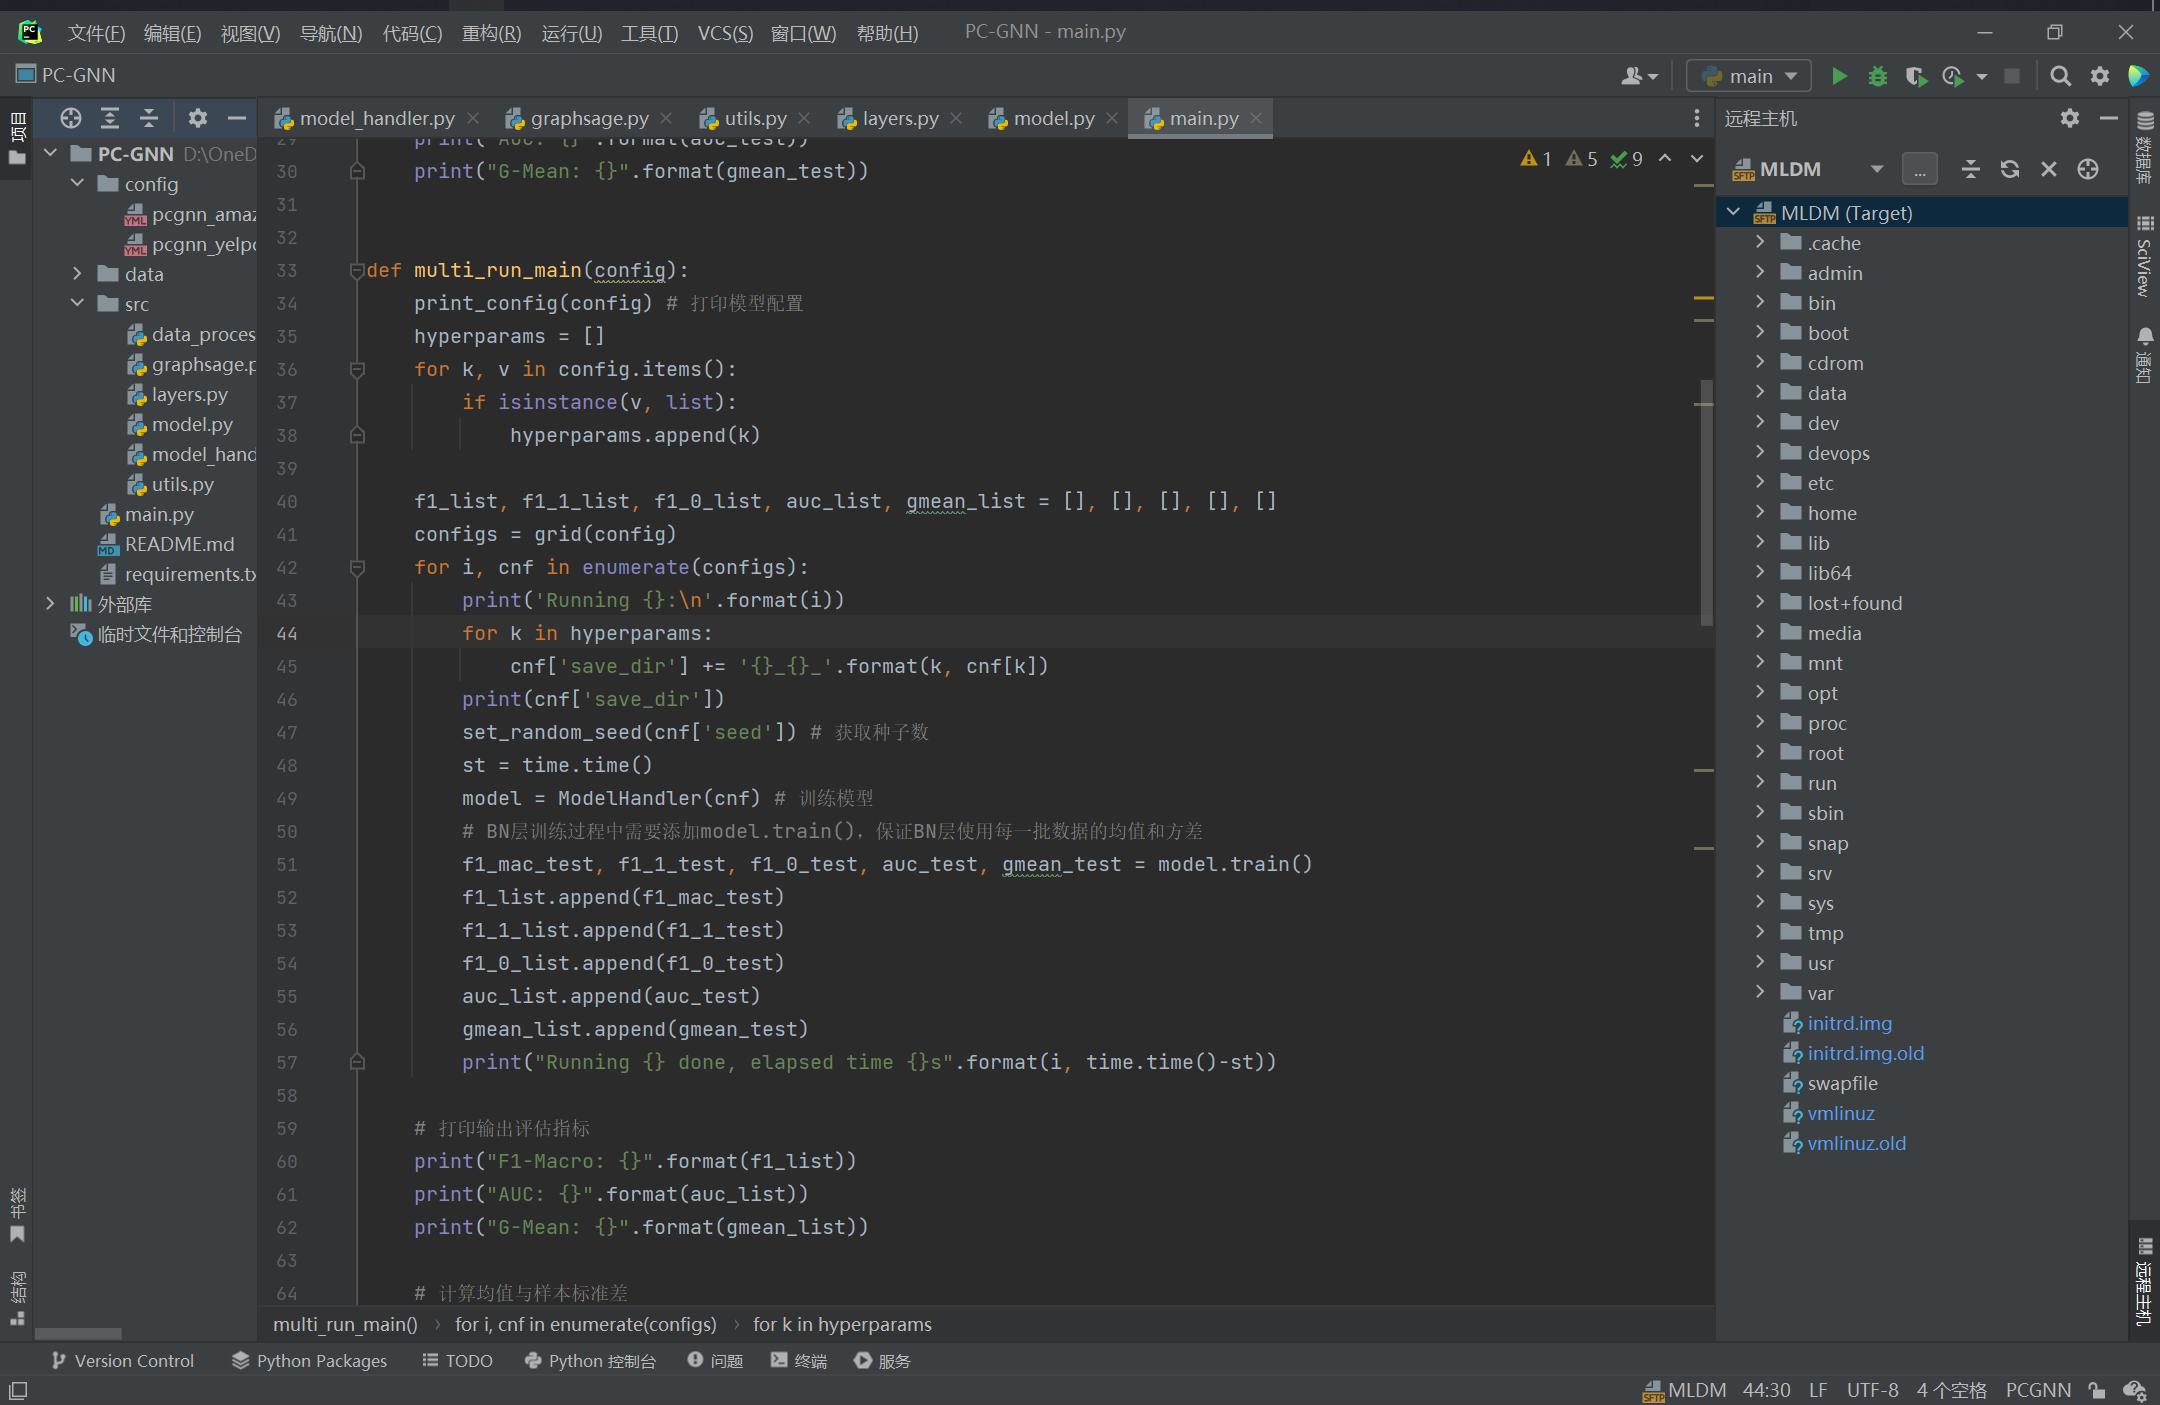 文件(F) 编辑(E) 视图(V) 导航(N) 代码(C) 重构(R) 运行(U) 工具(T) VCS(S) 窗口(W) 帮助(H) PC-GNN - main.py
PC-GNN
main
项目
model_handler.py graphsage.py utils.py layers.py model.py main.py
PC-GNN D:\OneD
config
pcgnn_amaz
pcgnn_yelpc
data
src
data_proces
graphsage.p
layers.py
model.py
model_hand
utils.py
main.py
README.md
requirements.tx
外部库
临时文件和控制台
1 5 9
29 print("AUC: {}".format(auc_test))
30 print("G-Mean: {}".format(gmean_test))
31
32
33 def multi_run_main(config):
34 print_config(config) # 打印模型配置
35 hyperparams = []
36 for k, v in config.items():
37 if isinstance(v, list):
38 hyperparams.append(k)
39
40 f1_list, f1_1_list, f1_0_list, auc_list, gmean_list = [], [], [], [], []
41 configs = grid(config)
42 for i, cnf in enumerate(configs):
43 print('Running {}:\n'.format(i))
44 for k in hyperparams:
45 cnf['save_dir'] += '{}_{}_'.format(k, cnf[k])
46 print(cnf['save_dir'])
47 set_random_seed(cnf['seed']) # 获取种子数
48 st = time.time()
49 model = ModelHandler(cnf) # 训练模型
50 # BN层训练过程中需要添加model.train()，保证BN层使用每一批数据的均值和方差
51 f1_mac_test, f1_1_test, f1_0_test, auc_test, gmean_test = model.train()
52 f1_list.append(f1_mac_test)
53 f1_1_list.append(f1_1_test)
54 f1_0_list.append(f1_0_test)
55 auc_list.append(auc_test)
56 gmean_list.append(gmean_test)
57 print("Running {} done, elapsed time {}s".format(i, time.time()-st))
58
59 # 打印输出评估指标
60 print("F1-Macro: {}".format(f1_list))
61 print("AUC: {}".format(auc_list))
62 print("G-Mean: {}".format(gmean_list))
63
64 # 计算均值与样本标准差
multi_run_main() › for i, cnf in enumerate(configs) › for k in hyperparams
远程主机
SFTP MLDM ...
SFTP MLDM (Target)
.cache
admin
bin
boot
cdrom
data
dev
devops
etc
home
lib
lib64
lost+found
media
mnt
opt
proc
root
run
sbin
snap
srv
sys
tmp
usr
var
initrd.img
initrd.img.old
swapfile
vmlinuz
vmlinuz.old
数据库
SciView
通知
远程主机
书签
结构
Version Control Python Packages TODO Python 控制台 问题 终端 服务
SFTP MLDM 44:30 LF UTF-8 4 个空格 PCGNN